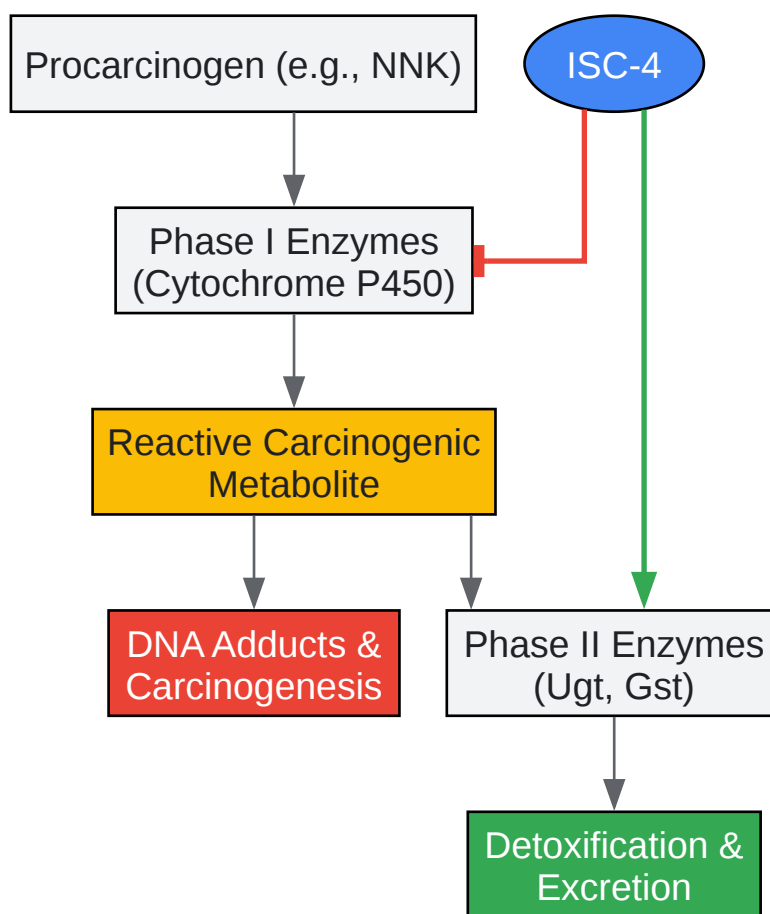 Procarcinogen (e.g., NNK)
ISC-4
Phase I Enzymes
(Cytochrome P450)
Reactive Carcinogenic
Metabolite
DNA Adducts &
Carcinogenesis
Phase II Enzymes
(Ugt, Gst)
Detoxification &
Excretion